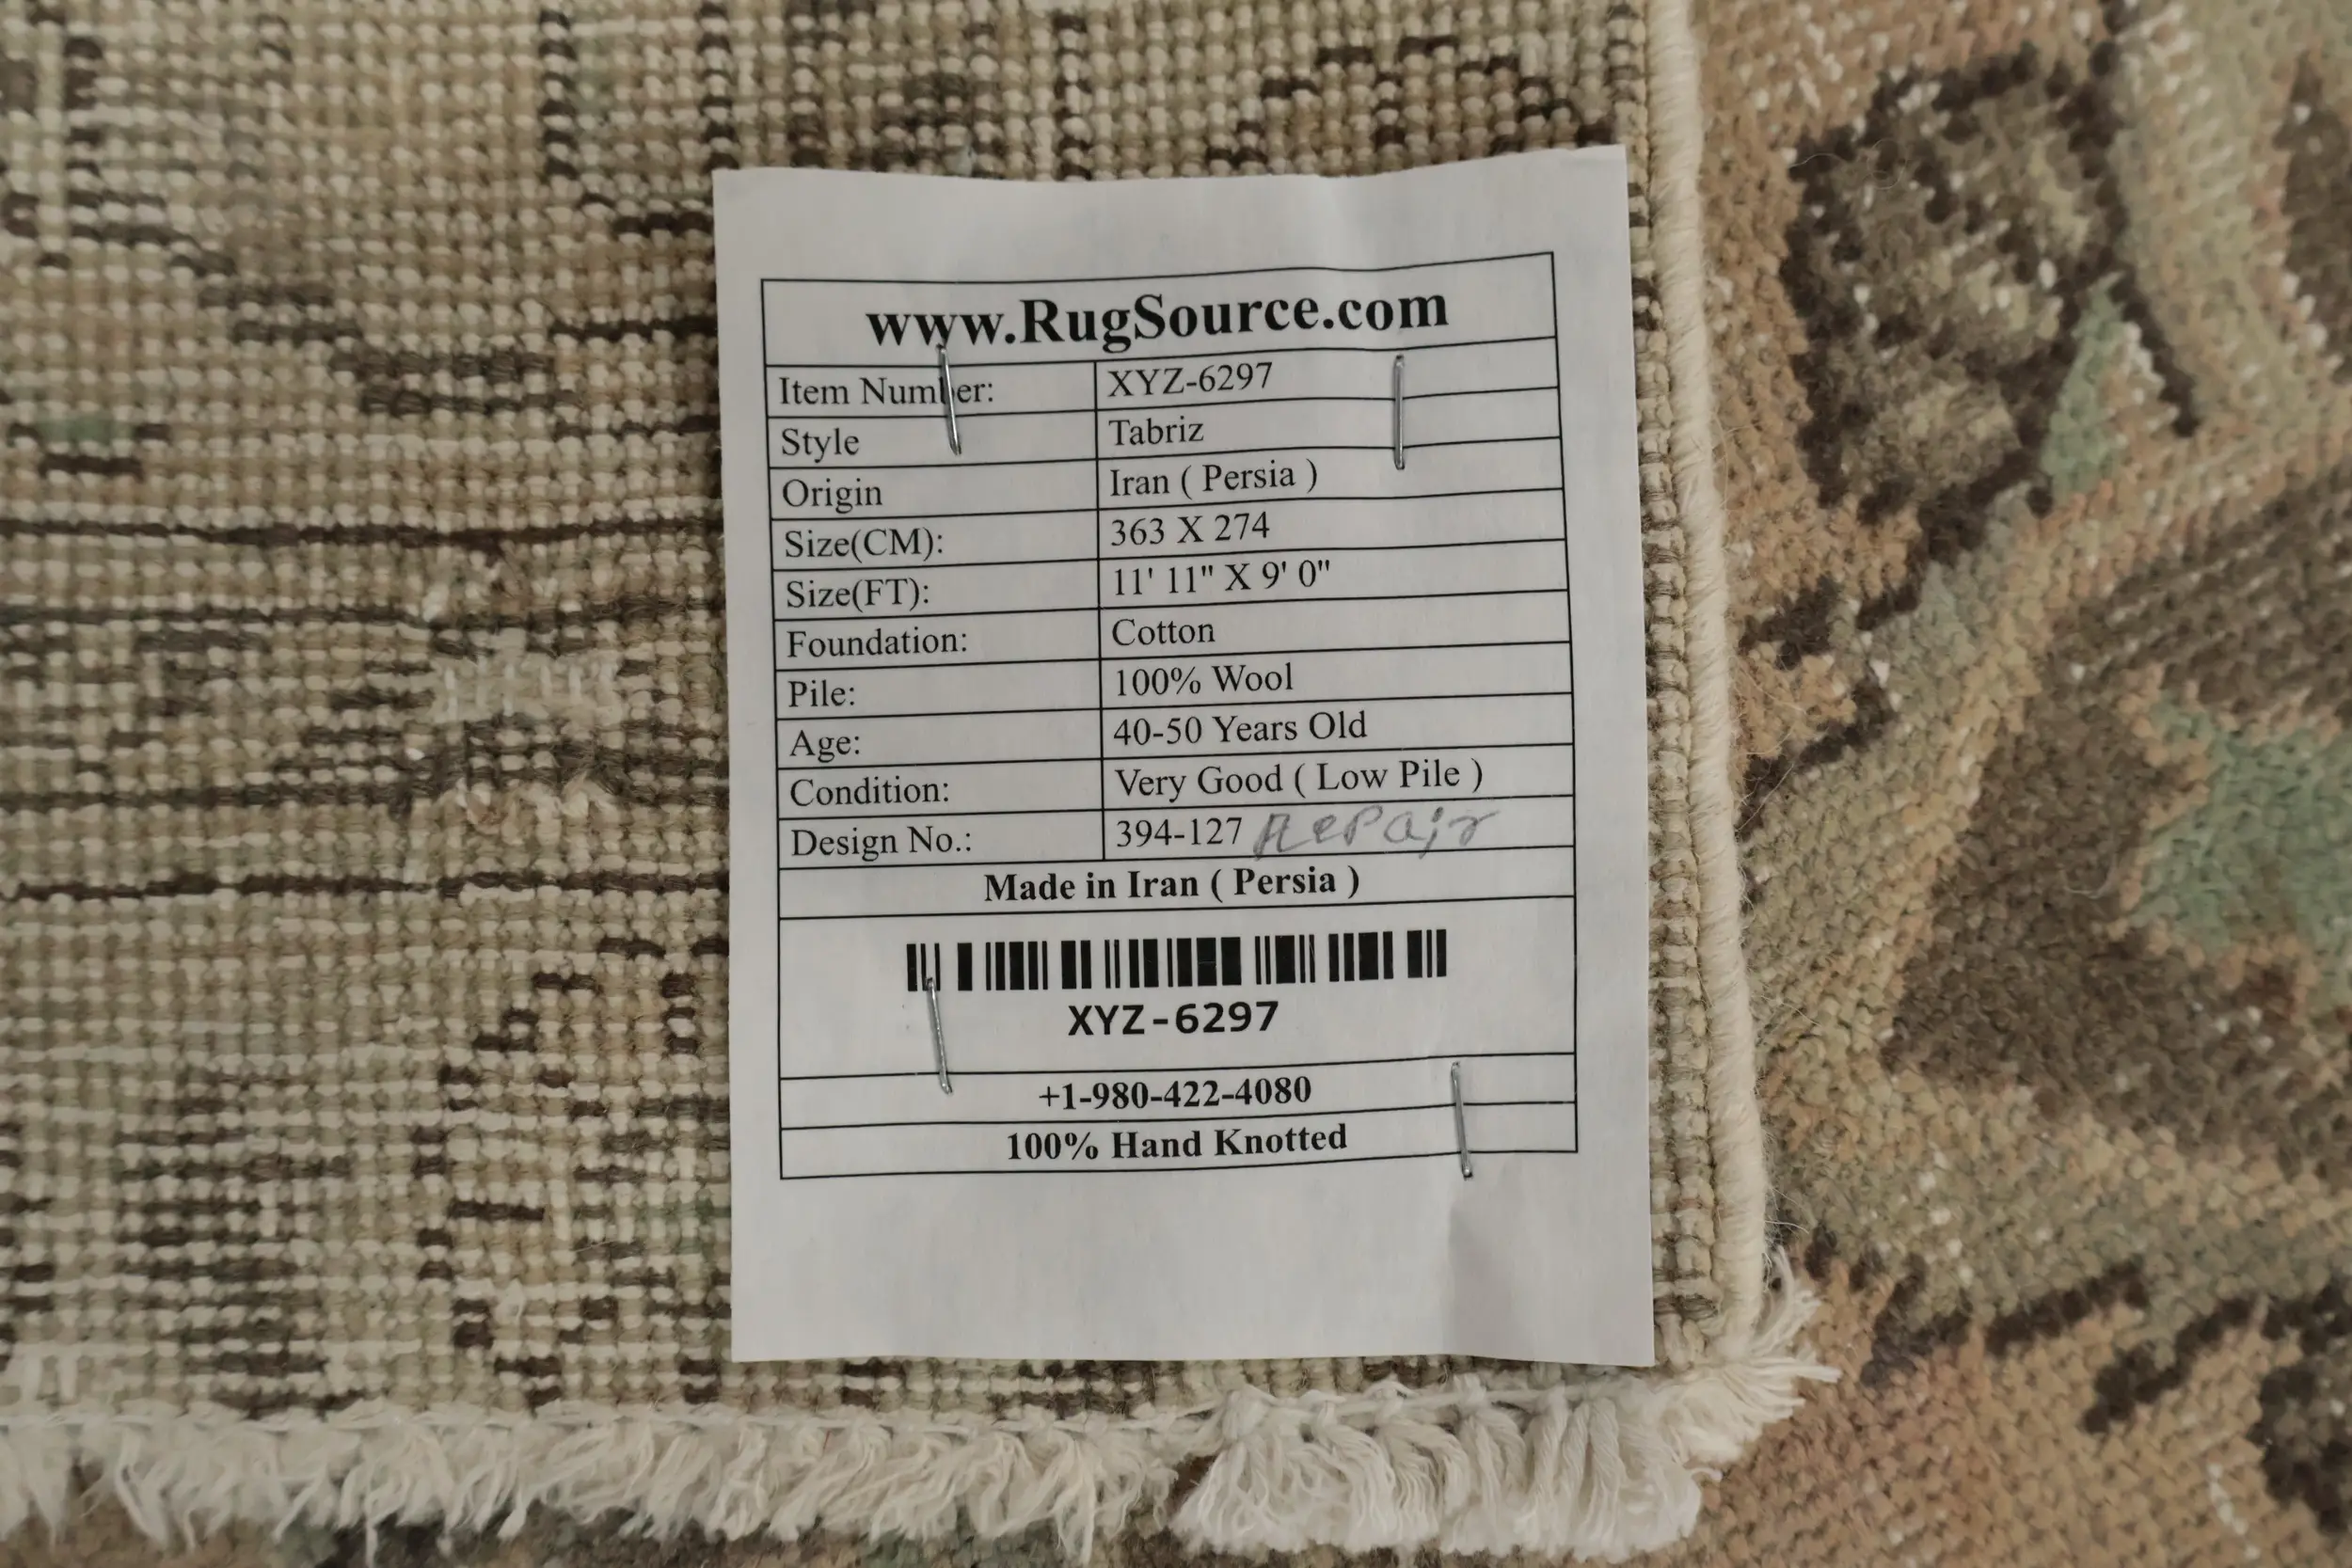 www.RugSource.com
Item Number: XYZ-6297
Style Tabriz
Origin Iran ( Persia )
Size(CM): 363 X 274
Size(FT): 11' 11" X 9' 0"
Foundation: Cotton
Pile: 100% Wool
Age: 40-50 Years Old
Condition: Very Good ( Low Pile )
Design No.: 394-127 Repair
Made in Iran ( Persia )
XYZ-6297
+1-980-422-4080
100% Hand Knotted